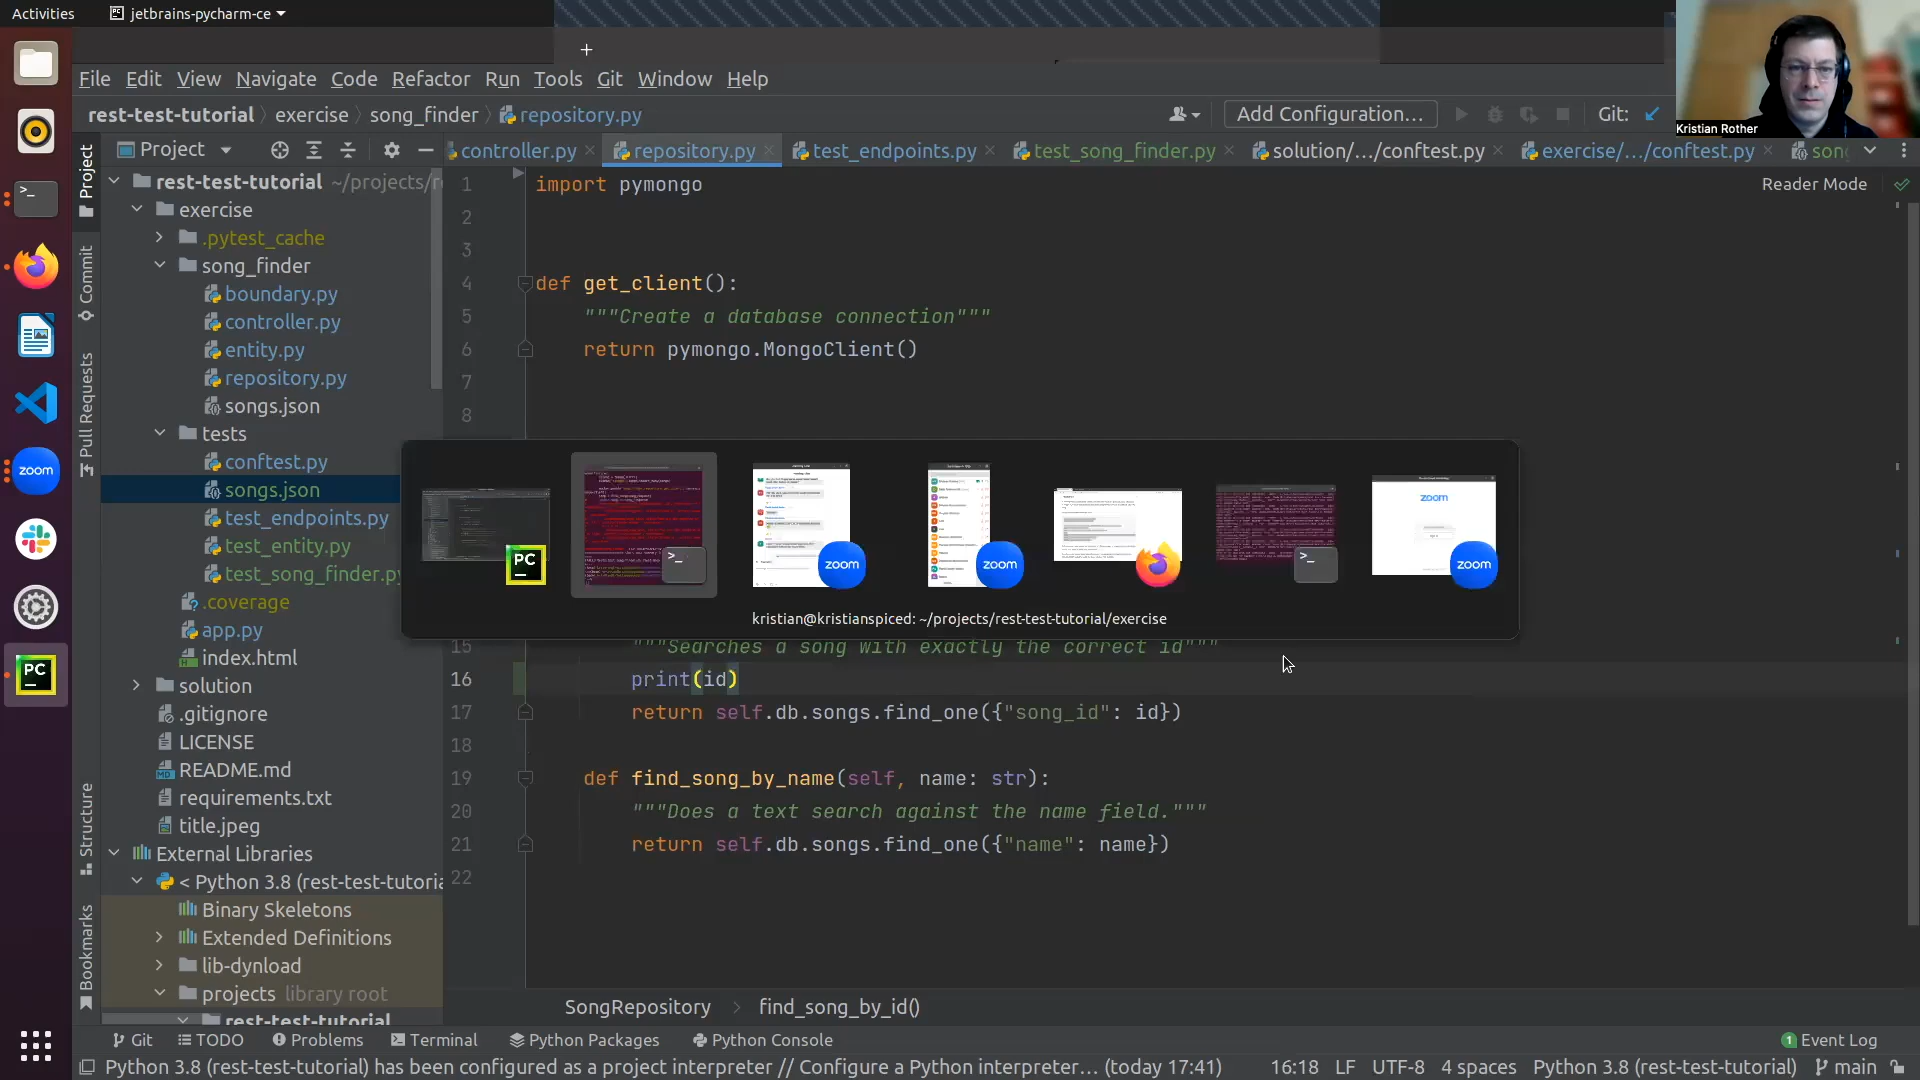 Activities
jetbrains-pycharm-ce
Kristian Rother
File Edit View Navigate Code Refactor Run Tools Git Window Help
rest-test-tutorial exercise song_finder repository.py
Add Configuration...
Git:
Project
controller.py
repository.py
test_endpoints.py
test_song_finder.py
solution/.../conftest.py
exercise/.../conftest.py
Reader Mode
Project
Commit
Pull Requests
Structure
Bookmarks
rest-test-tutorial
exercise
.pytest_cache
song_finder
boundary.py
controller.py
entity.py
repository.py
songs.json
tests
conftest.py
songs.json
test_endpoints.py
test_entity.py
test_song_finder.py
.coverage
app.py
index.html
solution
.gitignore
LICENSE
README.md
requirements.txt
title.jpeg
External Libraries
< Python 3.8 (rest-test-tutoria
Binary Skeletons
Extended Definitions
lib-dynload
projects library root
rest-test-tutorial
1 import pymongo
2
3
4 def get_client():
5 """Create a database connection"""
6 return pymongo.MongoClient()
7
8
zoom
PC
zoom
zoom
zoom
zoom
kristian@kristianspiced: ~/projects/rest-test-tutorial/exercise
15 """Searches a song with exactly the correct id"""
16 print(id)
17 return self.db.songs.find_one({"song_id": id})
18
19 def find_song_by_name(self, name: str):
20 """Does a text search against the name field."""
21 return self.db.songs.find_one({"name": name})
22
PC
SongRepository find_song_by_id()
Git TODO Problems Terminal Python Packages Python Console
1 Event Log
Python 3.8 (rest-test-tutorial) has been configured as a project interpreter // Configure a Python interpreter... (today 17:41)
16:18 LF UTF-8 4 spaces Python 3.8 (rest-test-tutorial) main